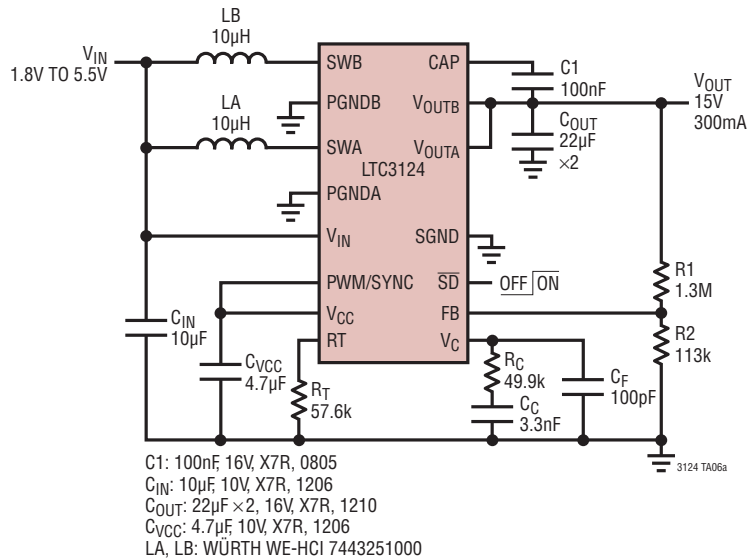 LB
10µH
VIN
1.8V TO 5.5V
LA
10µH
SWB
PGNDB
SWA
LTC3124
PGNDA
VIN
PWM/SYNC
VCC
RT
CAP
VOUTB
VOUTA
SGND
SD
FB
VC
C1
100nF
VOUT
15V
300mA
COUT
22µF
×2
OFF ON
R1
1.3M
R2
113k
CIN
10µF
CVCC
4.7µF
RT
57.6k
RC
49.9k
CC
3.3nF
CF
100pF
3124 TA06a
C1: 100nF, 16V, X7R, 0805
CIN: 10µF, 10V, X7R, 1206
COUT: 22µF ×2, 16V, X7R, 1210
CVCC: 4.7µF, 10V, X7R, 1206
LA, LB: WÜRTH WE-HCI 7443251000